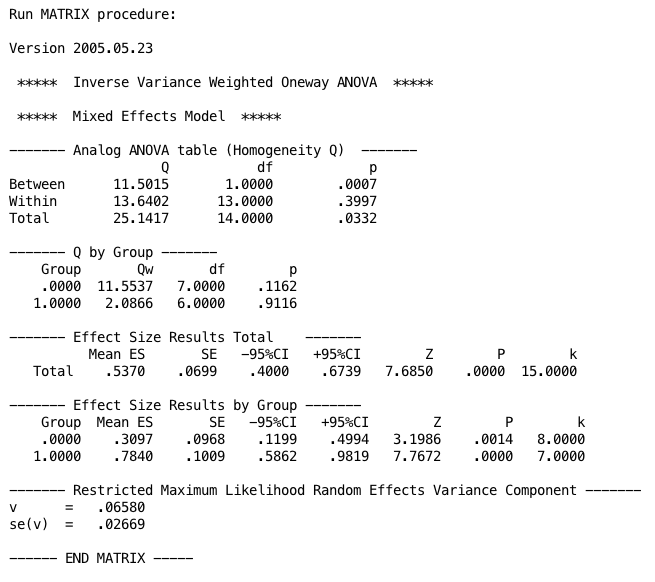 Run MATRIX procedure:
Version 2005.05.23
***** Inverse Variance Weighted Oneway ANOVA *****
***** Mixed Effects Model *****
------- Analog ANOVA table (Homogeneity Q) -------
Q df p
Between 11.5015 1.0000 .0007
Within 13.6402 13.0000 .3997
Total 25.1417 14.0000 .0332
------- Q by Group -------
Group Qw df p
.0000 11.5537 7.0000 .1162
1.0000 2.0866 6.0000 .9116
------- Effect Size Results Total -------
Mean ES SE -95%CI +95%CI Z P k
Total .5370 .0699 .4000 .6739 7.6850 .0000 15.0000
------- Effect Size Results by Group -------
Group Mean ES SE -95%CI +95%CI Z P k
.0000 .3097 .0968 .1199 .4994 3.1986 .0014 8.0000
1.0000 .7840 .1009 .5862 .9819 7.7672 .0000 7.0000
------- Restricted Maximum Likelihood Random Effects Variance Component -------
v = .06580
se(v) = .02669
------ END MATRIX -----